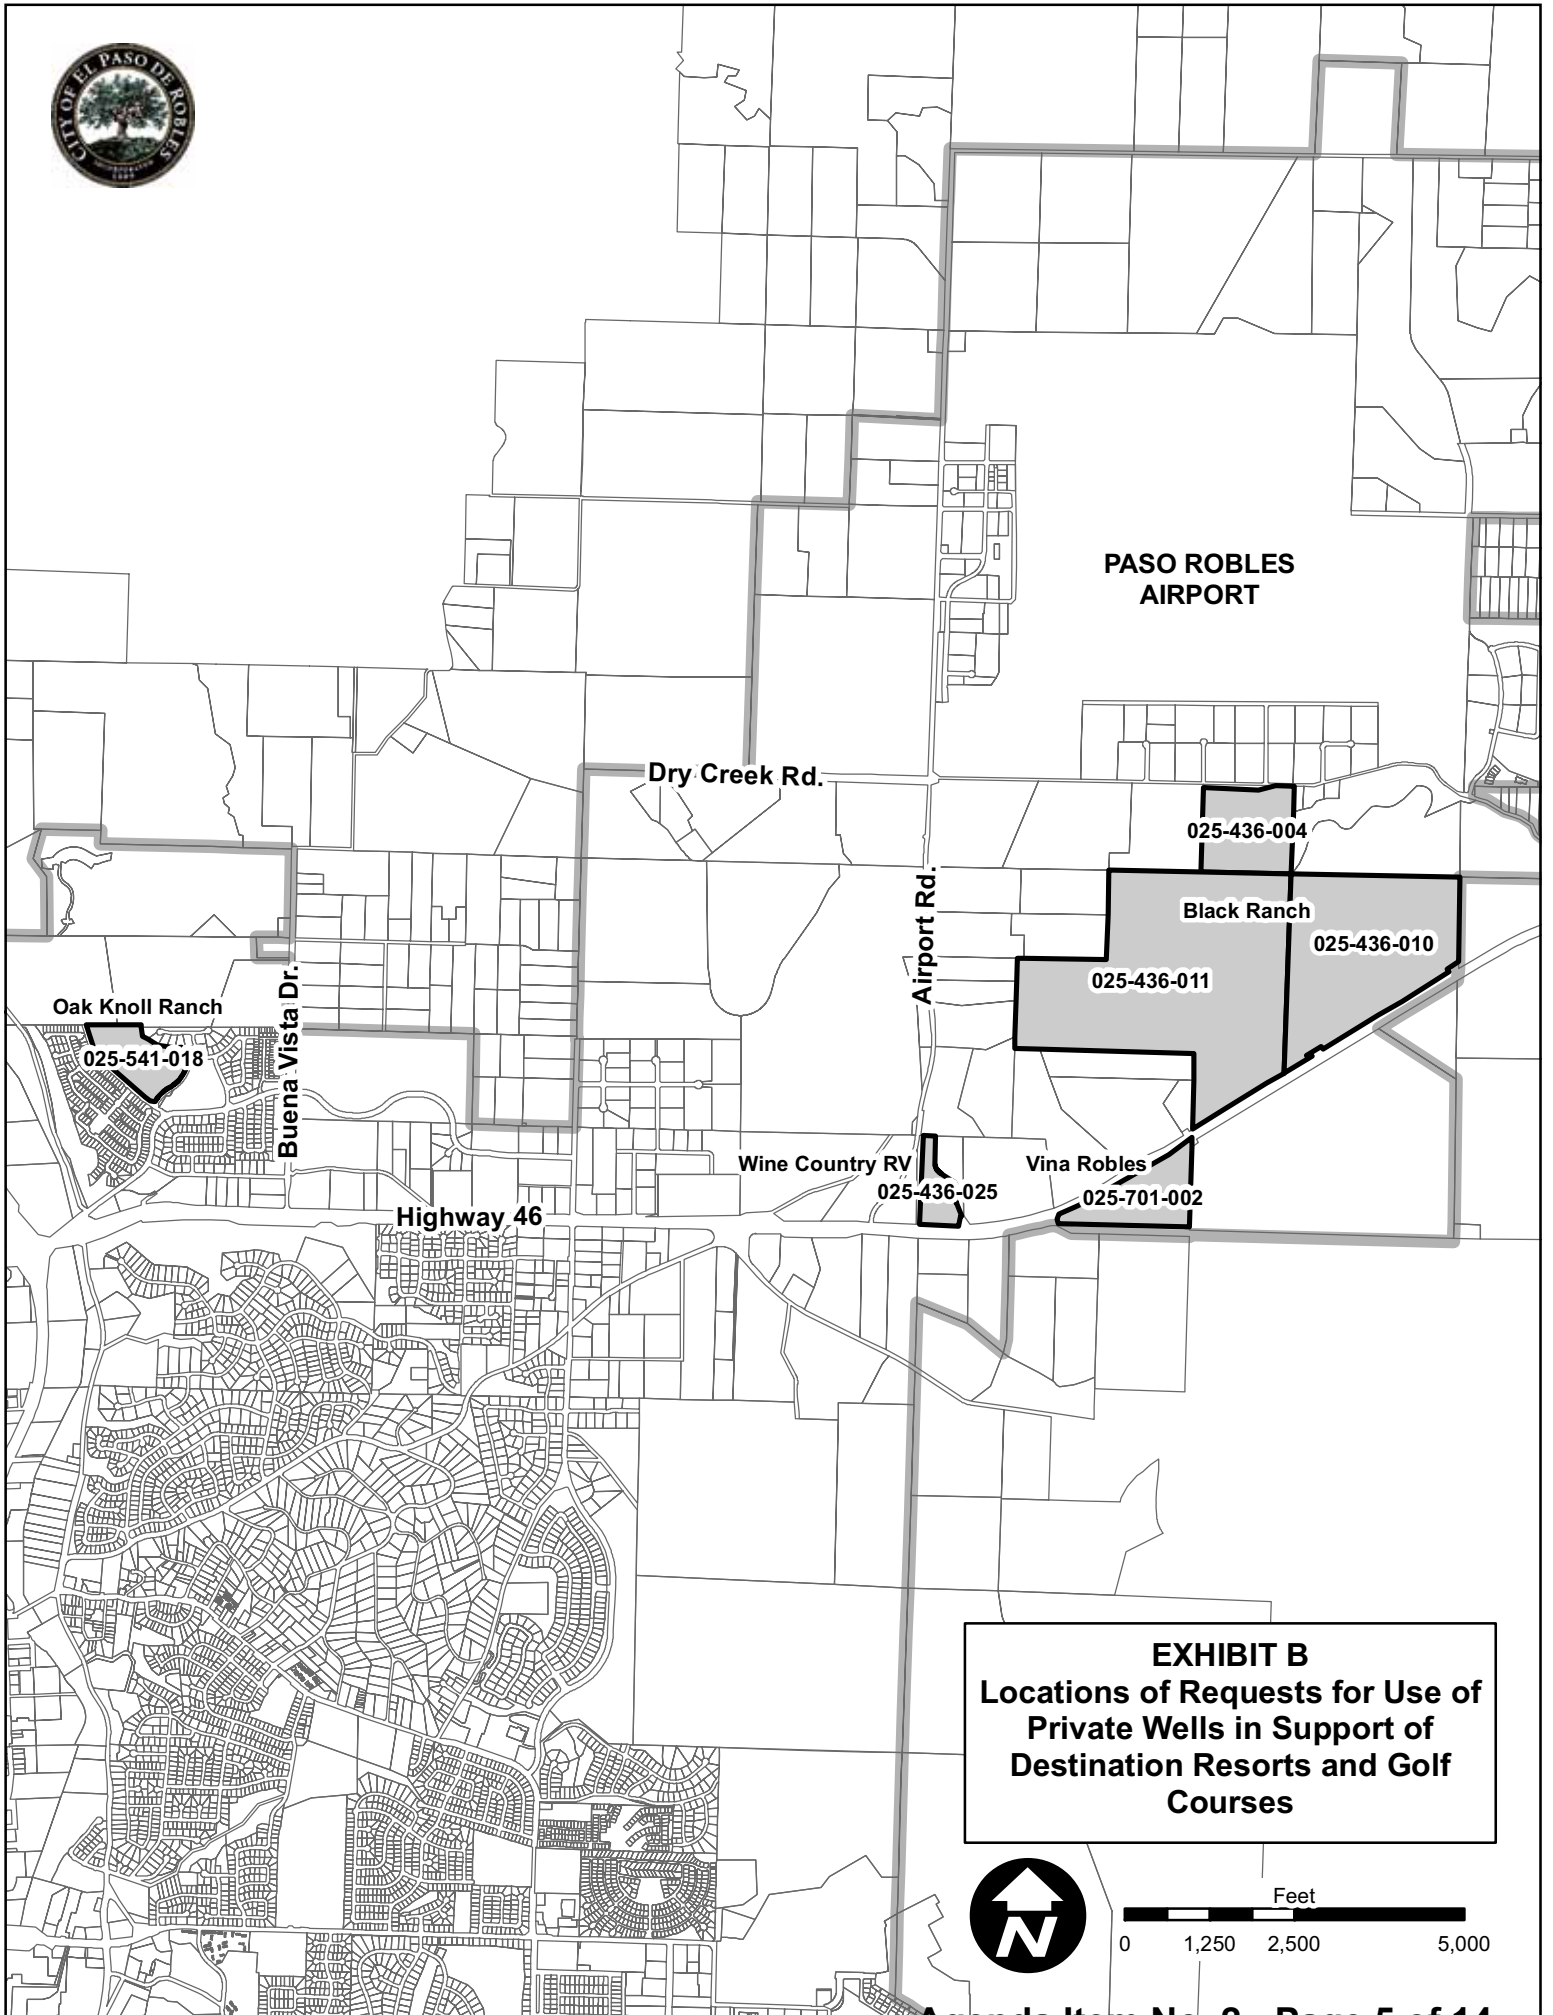 CITY OF EL PASO DE ROBLES
INCORPORATED
1889
PASO ROBLES
AIRPORT
Dry Creek Rd.
025-436-004
Airport Rd.
Black Ranch
025-436-010
025-436-011
Oak Knoll Ranch
025-541-018
Buena Vista Dr.
Wine Country RV
025-436-025
Vina Robles
025-701-002
Highway 46
EXHIBIT B
Locations of Requests for Use of
Private Wells in Support of
Destination Resorts and Golf
Courses
N
Feet
0 1,250 2,500 5,000